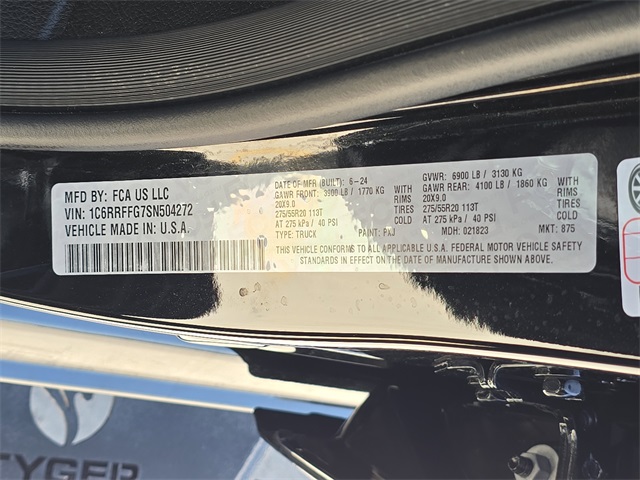 MFD BY: FCA US LLC
VIN: 1C6RRFFG7SN504272
VEHICLE MADE IN: U.S.A.
DATE OF MFR (BUILT): 6-24 GVWR: 6900 LB / 3130 KG
GAWR FRONT: 3900 LB / 1770 KG WITH GAWR REAR: 4100 LB / 1860 KG WITH
20X9.0 RIMS 20X9.0 RIMS
275/55R20 113T TIRES 275/55R20 113T TIRES
AT 275 kPa / 40 PSI AT 275 kPa / 40 PSI
TYPE: TRUCK PAINT: PXJ MDH: 021823 MKT: 875
THIS VEHICLE CONFORMS TO ALL APPLICABLE U.S.A. FEDERAL MOTOR VEHICLE SAFETY
STANDARDS IN EFFECT ON THE DATE OF MANUFACTURE SHOWN ABOVE.
TYGER